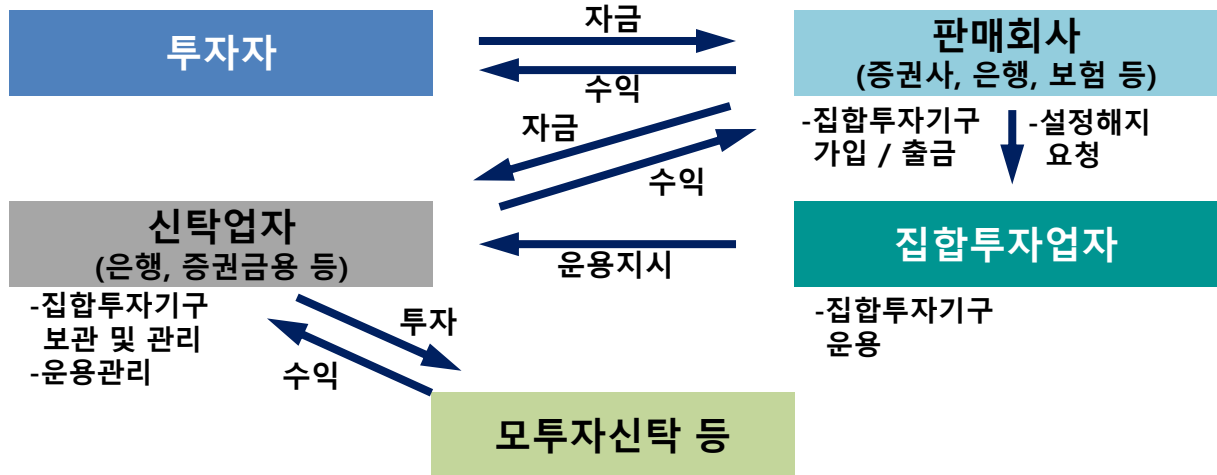 투자자
자금
수익
판매회사
(증권사, 은행, 보험 등)
-집합투자기구
가입 / 출금
-설정해지
요청
자금
수익
신탁업자
(은행, 증권금용 등)
-집합투자기구
보관 및 관리
-운용관리
운용지시
집합투자업자
-집합투자기구
운용
투자
수익
모투자신탁 등